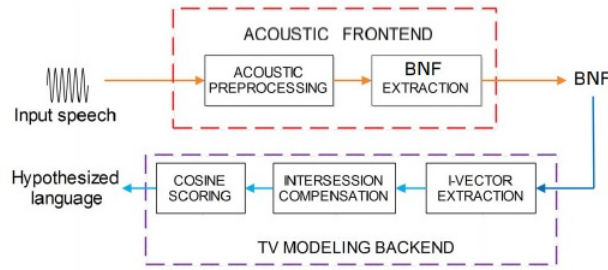 ACOUSTIC FRONTEND
ACOUSTIC
PREPROCESSING
BNF
EXTRACTION
BNF
Input speech
Hypothesized
language
COSINE
SCORING
INTERSESSION
COMPENSATION
I-VECTOR
EXTRACTION
TV MODELING BACKEND